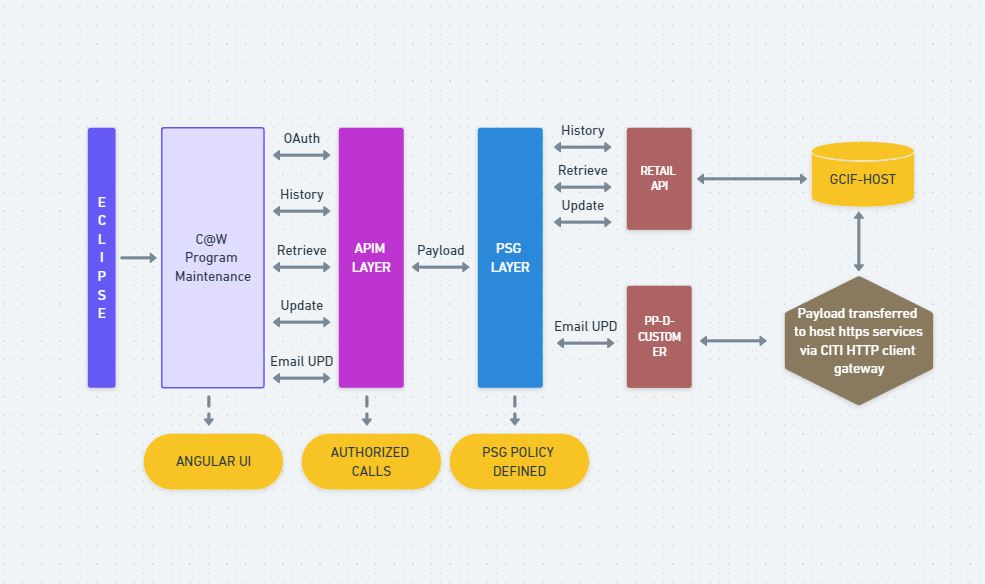 E
C
L
I
P
S
E
C@W
Program
Maintenance
OAuth
History
Retrieve
Update
Email UPD
APIM
LAYER
Payload
PSG
LAYER
History
Retrieve
Update
Email UPD
RETAIL
API
PP-D-
CUSTOM
ER
GCIF-HOST
Payload transferred
to host https services
via CITI HTTP client
gateway
ANGULAR UI
AUTHORIZED
CALLS
PSG POLICY
DEFINED